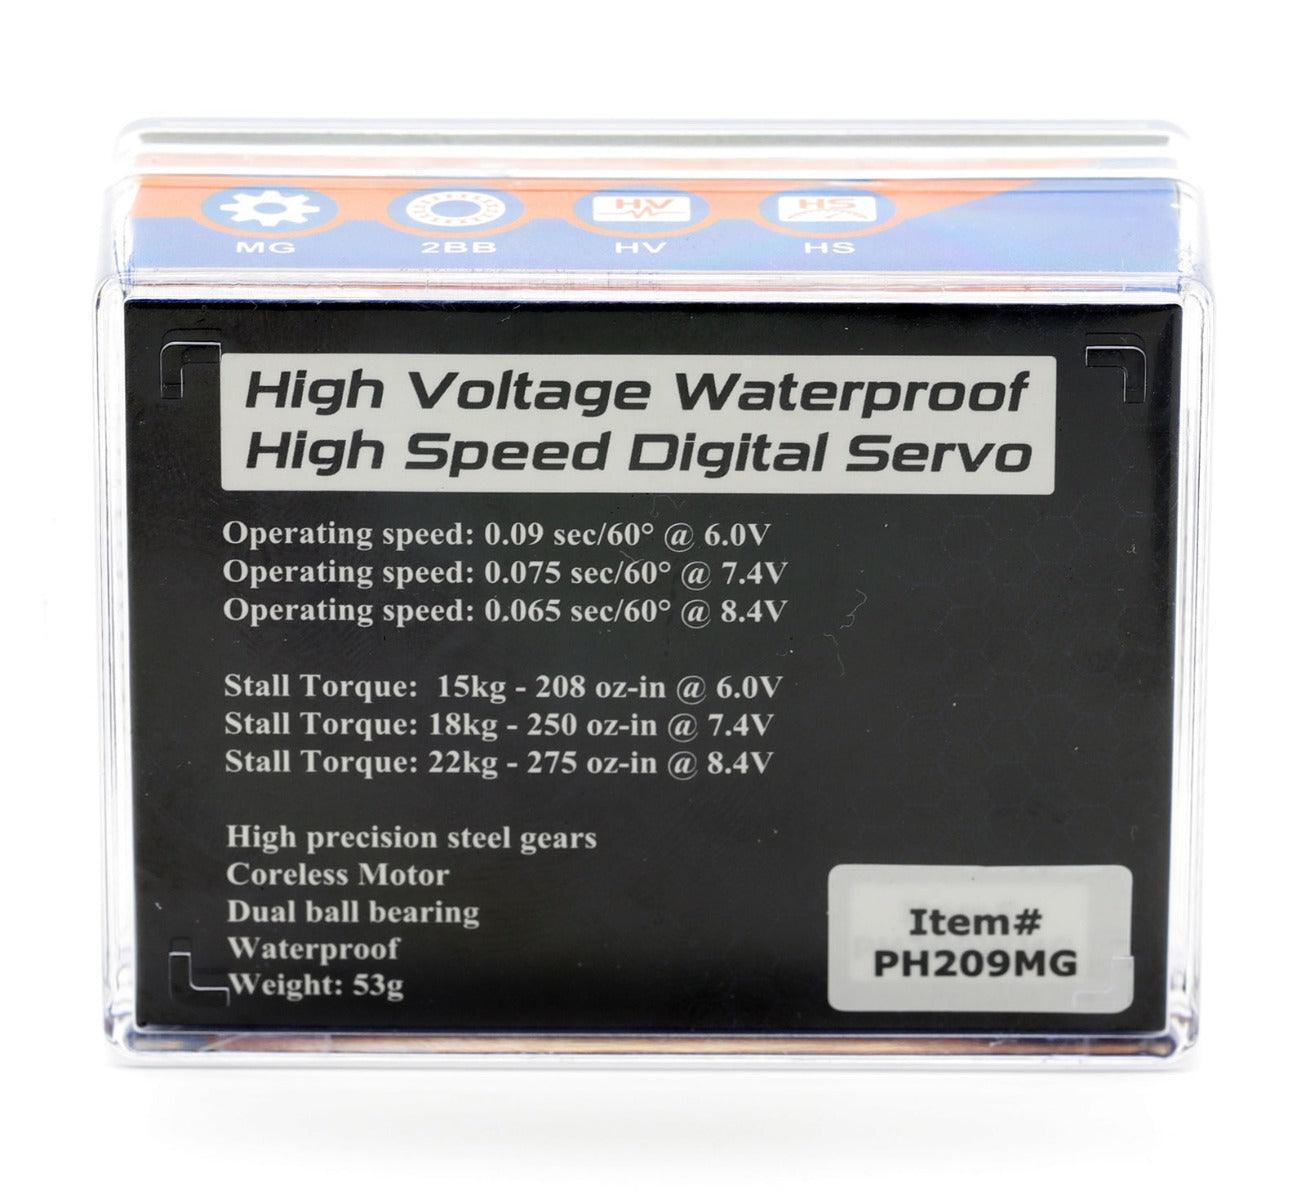 MG 2BB HV HV HS HS
High Voltage Waterproof
High Speed Digital Servo
Operating speed: 0.09 sec/60° @ 6.0V
Operating speed: 0.075 sec/60° @ 7.4V
Operating speed: 0.065 sec/60° @ 8.4V
Stall Torque:  15kg - 208 oz-in @ 6.0V
Stall Torque: 18kg - 250 oz-in @ 7.4V
Stall Torque: 22kg - 275 oz-in @ 8.4V
High precision steel gears
Coreless Motor
Dual ball bearing
Waterproof
Weight: 53g
Item#
PH209MG